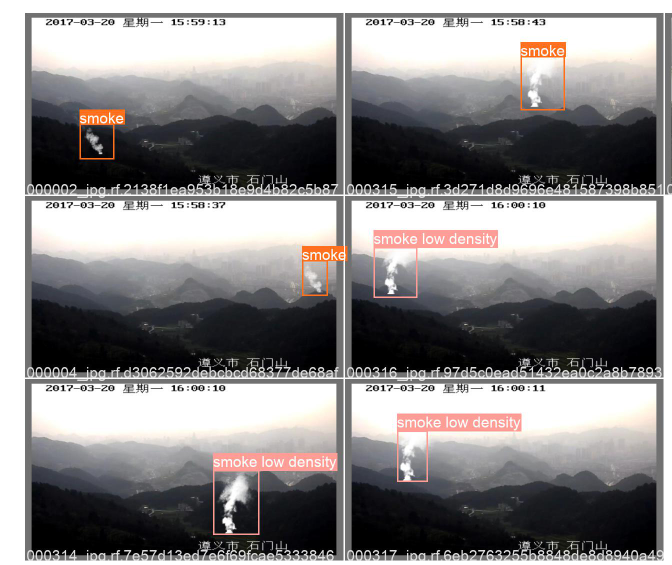 2017-03-20 星期一 15:59:13
smoke
遵义市 石门山
000002_jpg.rf.2138f1ea953b18e9d4b82c5b87
2017-03-20 星期一 15:58:43
smoke
遵义市 石门山
000315_jpg.rf.3d271d8d9696e481587398b851
2017-03-20 星期一 15:58:37
smoke
遵义市 石门山
000004_jpg.rf.d3062592debcbcd68377de68af
2017-03-20 星期一 16:00:10
smoke low density
遵义市 石门山
000316_jpg.rf.97d5c0ead51432ea0c2a8b7893
2017-03-20 星期一 16:00:10
smoke low density
遵义市 石门山
000314_jpg.rf.7e57d13ed7e6f69fcae5333846
2017-03-20 星期一 16:00:11
smoke low density
遵义市 石门山
000317_jpg.rf.6eb2763255b8848de8d8940a49